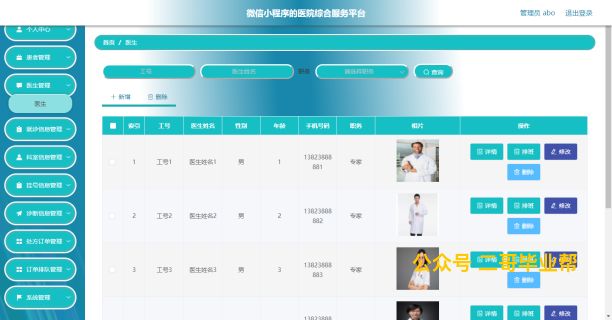 微信小程序的医院综合服务平台
管理员 abo 退出登录
个人中心
患者管理
医生管理
医生
就诊信息管理
科室信息管理
挂号信息管理
诊断信息管理
处方订单管理
订单排队管理
系统管理
首页 / 医生
工号 医生姓名 职务 请选择职务 查询
+ 新增 删除
索引 工号 医生姓名 性别 年龄 手机号码 职务 相片 操作
1 工号1 医生姓名1 男 1 13823888881 专家 详情 排班 修改 删除
2 工号2 医生姓名2 男 2 13823888882 专家 详情 排班 修改 删除
3 工号3 医生姓名3 男 3 13823888883 专家 删除
公众号 二哥毕业帮
13823888 详情 排班 修改